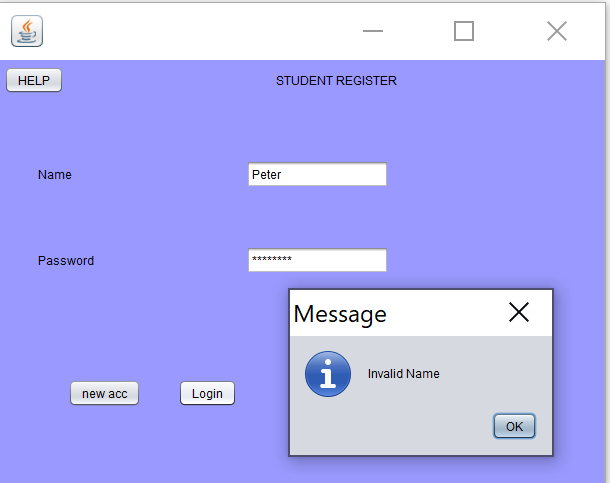 HELP
STUDENT REGISTER
Name
Peter
Password
********
Message
Invalid Name
OK
new acc
Login